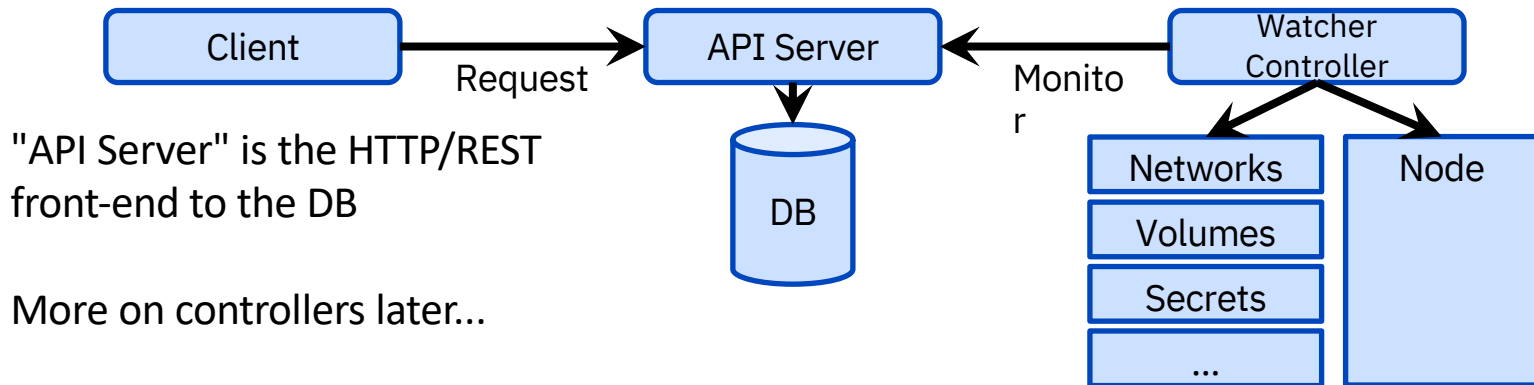 Client
Request
API Server
Monito
r
Watcher
Controller
"API Server" is the HTTP/REST
front-end to the DB
More on controllers later...
DB
Networks
Volumes
Secrets
...
Node